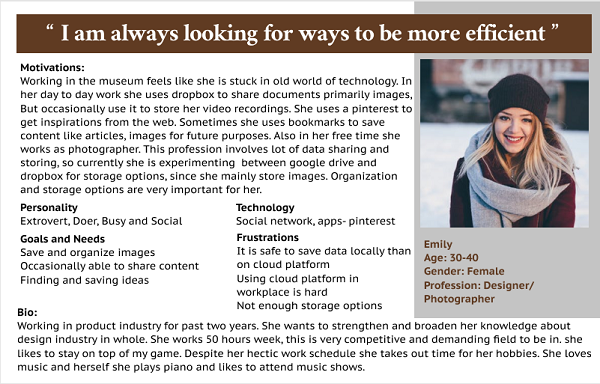 “ I am always looking for ways to be more efficient ”
Motivations:
Working in the museum feels like she is stuck in old world of technology. In
her day to day work she uses dropbox to share documents primarily images,
But occasionally use it to store her video recordings. She uses a pinterest to
get inspirations from the web. Sometimes she uses bookmarks to save
content like articles, images for future purposes. Also in her free time she
works as photographer. This profession involves lot of data sharing and
storing, so currently she is experimenting between google drive and
dropbox for storage options, since she mainly store images. Organization
and storage options are very important for her.
Personality
Extrovert, Doer, Busy and Social
Technology
Social network, apps- pinterest
Goals and Needs
Save and organize images
Occasionally able to share content
Finding and saving ideas
Frustrations
It is safe to save data locally than
on cloud platform
Using cloud platform in
workplace is hard
Not enough storage options
Emily
Age: 30-40
Gender: Female
Profession: Designer/
Photographer
Bio:
Working in product industry for past two years. She wants to strengthen and broaden her knowledge about
design industry in whole. She works 50 hours week, this is very competitive and demanding field to be in. she
likes to stay on top of my game. Despite her hectic work schedule she takes out time for her hobbies. She loves
music and herself she plays piano and likes to attend music shows.